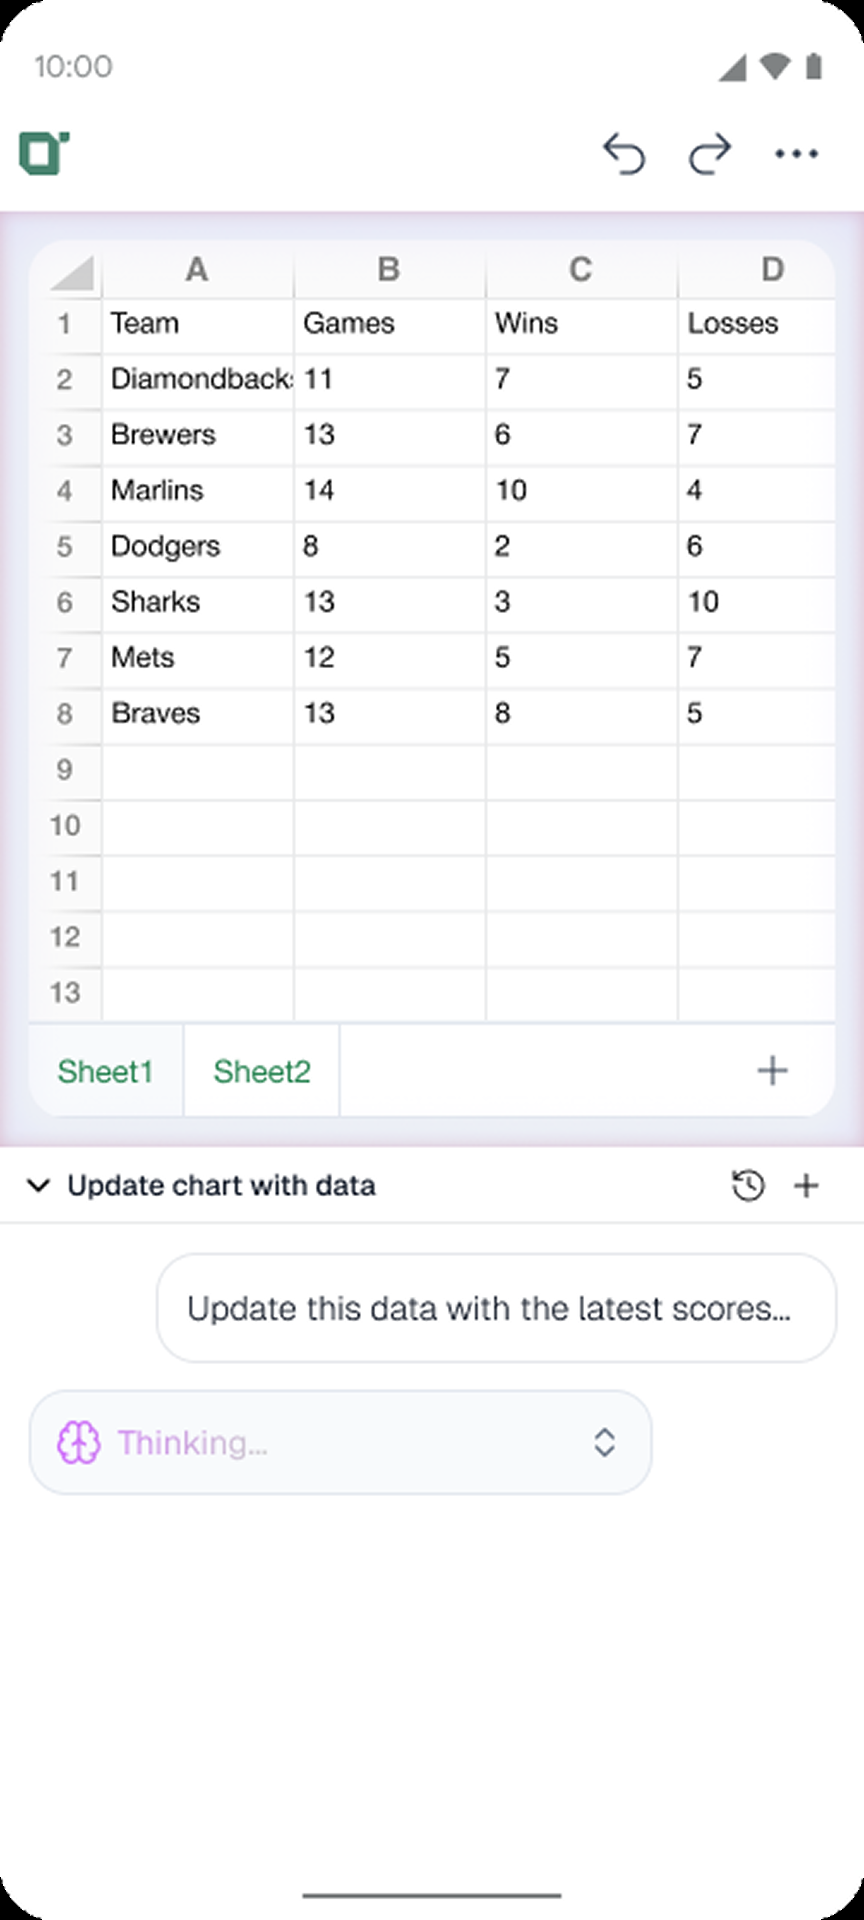 10:00
A B C D
1 Team Games Wins Losses
2 Diamondbacks 11 7 5
3 Brewers 13 6 7
4 Marlins 14 10 4
5 Dodgers 8 2 6
6 Sharks 13 3 10
7 Mets 12 5 7
8 Braves 13 8 5
9
10
11
12
13
Sheet1 Sheet2 +
Update chart with data
Update this data with the latest scores...
Thinking...